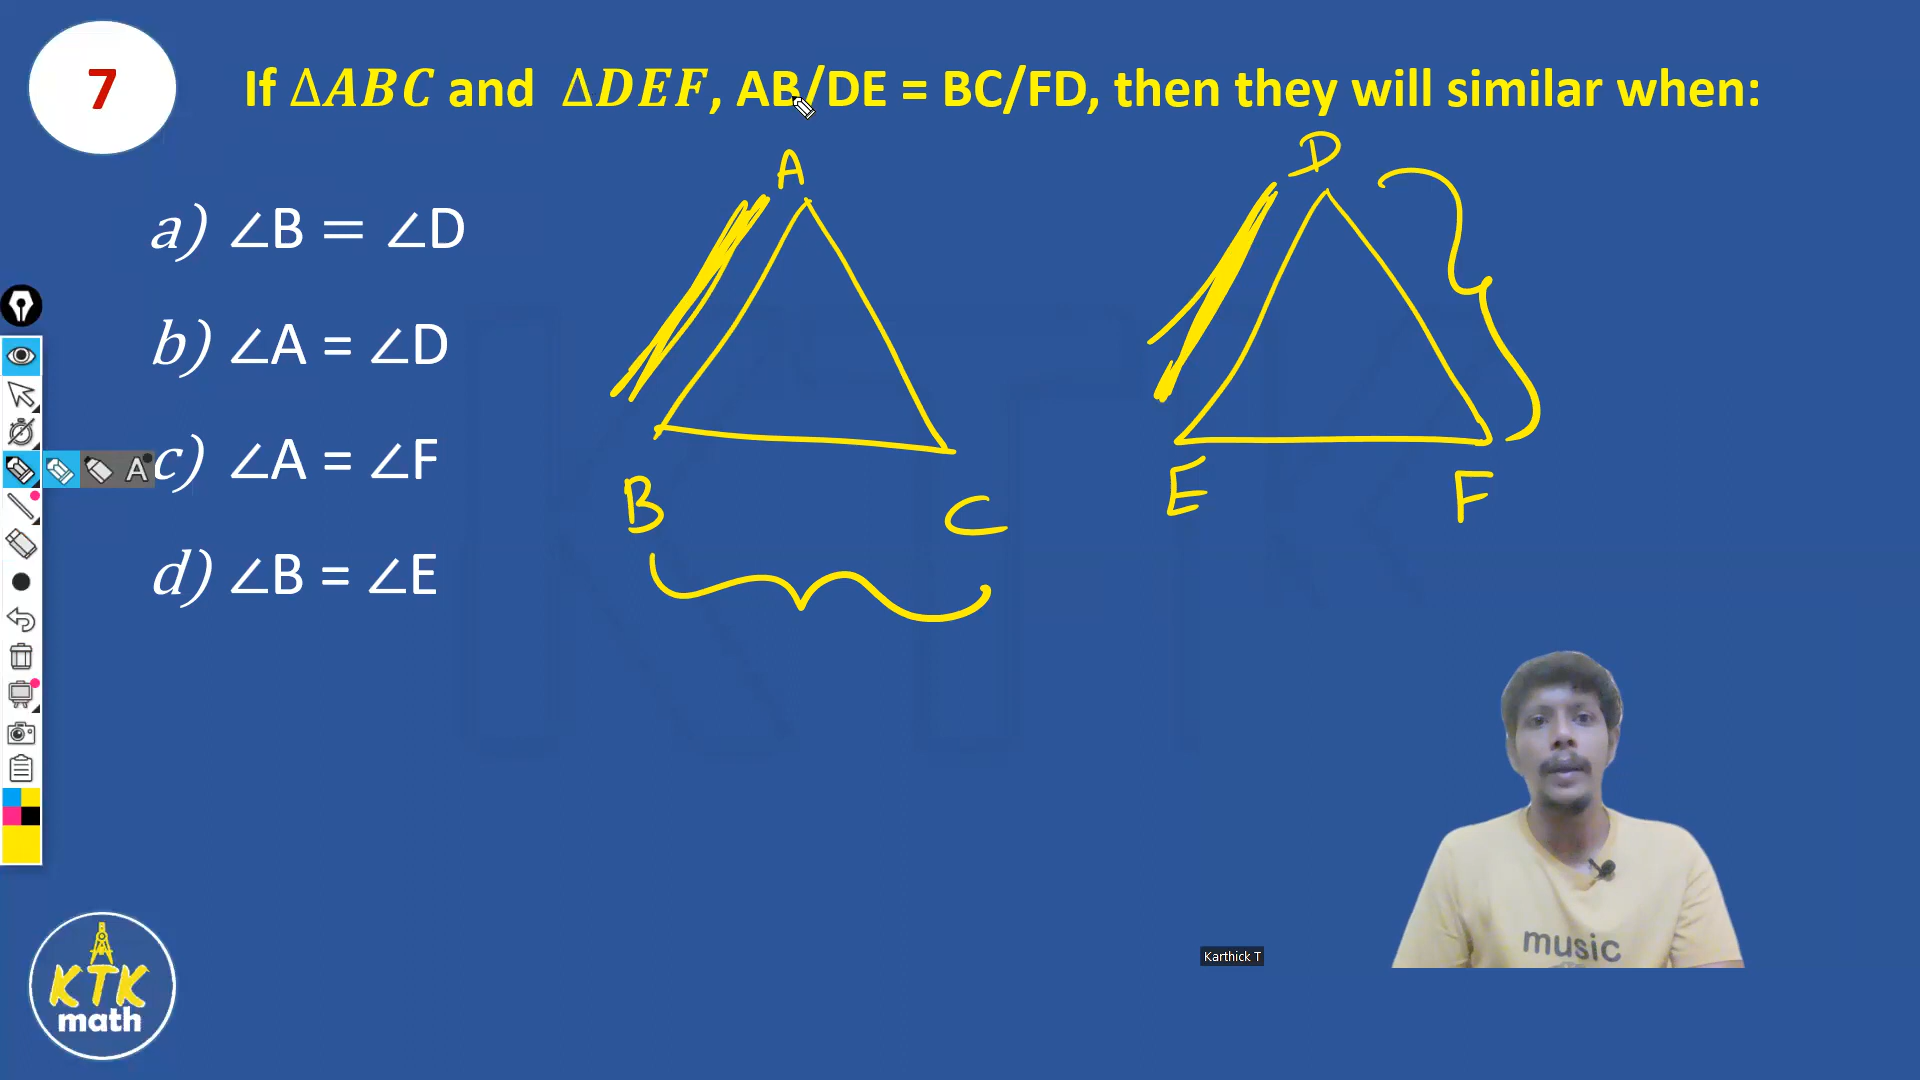 7
If ΔABC and ΔDEF, AB/DE = BC/FD, then they will similar when:
a) ∠B = ∠D
b) ∠A = ∠D
c) ∠A = ∠F
d) ∠B = ∠E
A
B
C
D
E
F
A
music
Karthick T
KTK
math